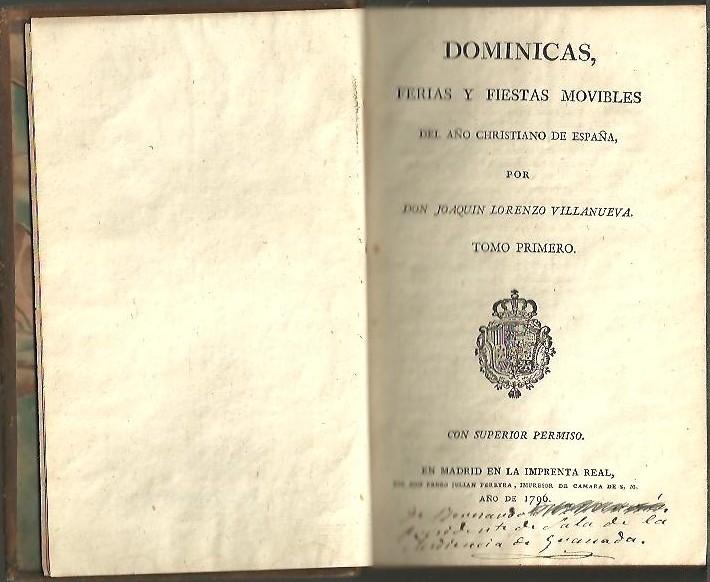 DOMINICAS,
FERIAS Y FIESTAS MOVIBLES
DEL AÑO CHRISTIANO DE ESPAÑA,
POR
DON JOAQUIN LORENZO VILLANUEVA.
TOMO PRIMERO.
CON SUPERIOR PERMISO.
EN MADRID EN LA IMPRENTA REAL,
POR DON PEDRO JULIAN PEREYRA, IMPRESOR DE CAMARA DE S. M.
AÑO DE 1796.
De Bernardo
Presidente de Sala de la
Audiencia de Granada.